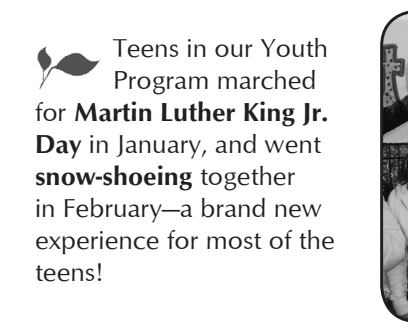 Teens in our Youth
Program marched
for Martin Luther King Jr.
Day in January, and went
snow-shoeing together
in February—a brand new
experience for most of the
teens!